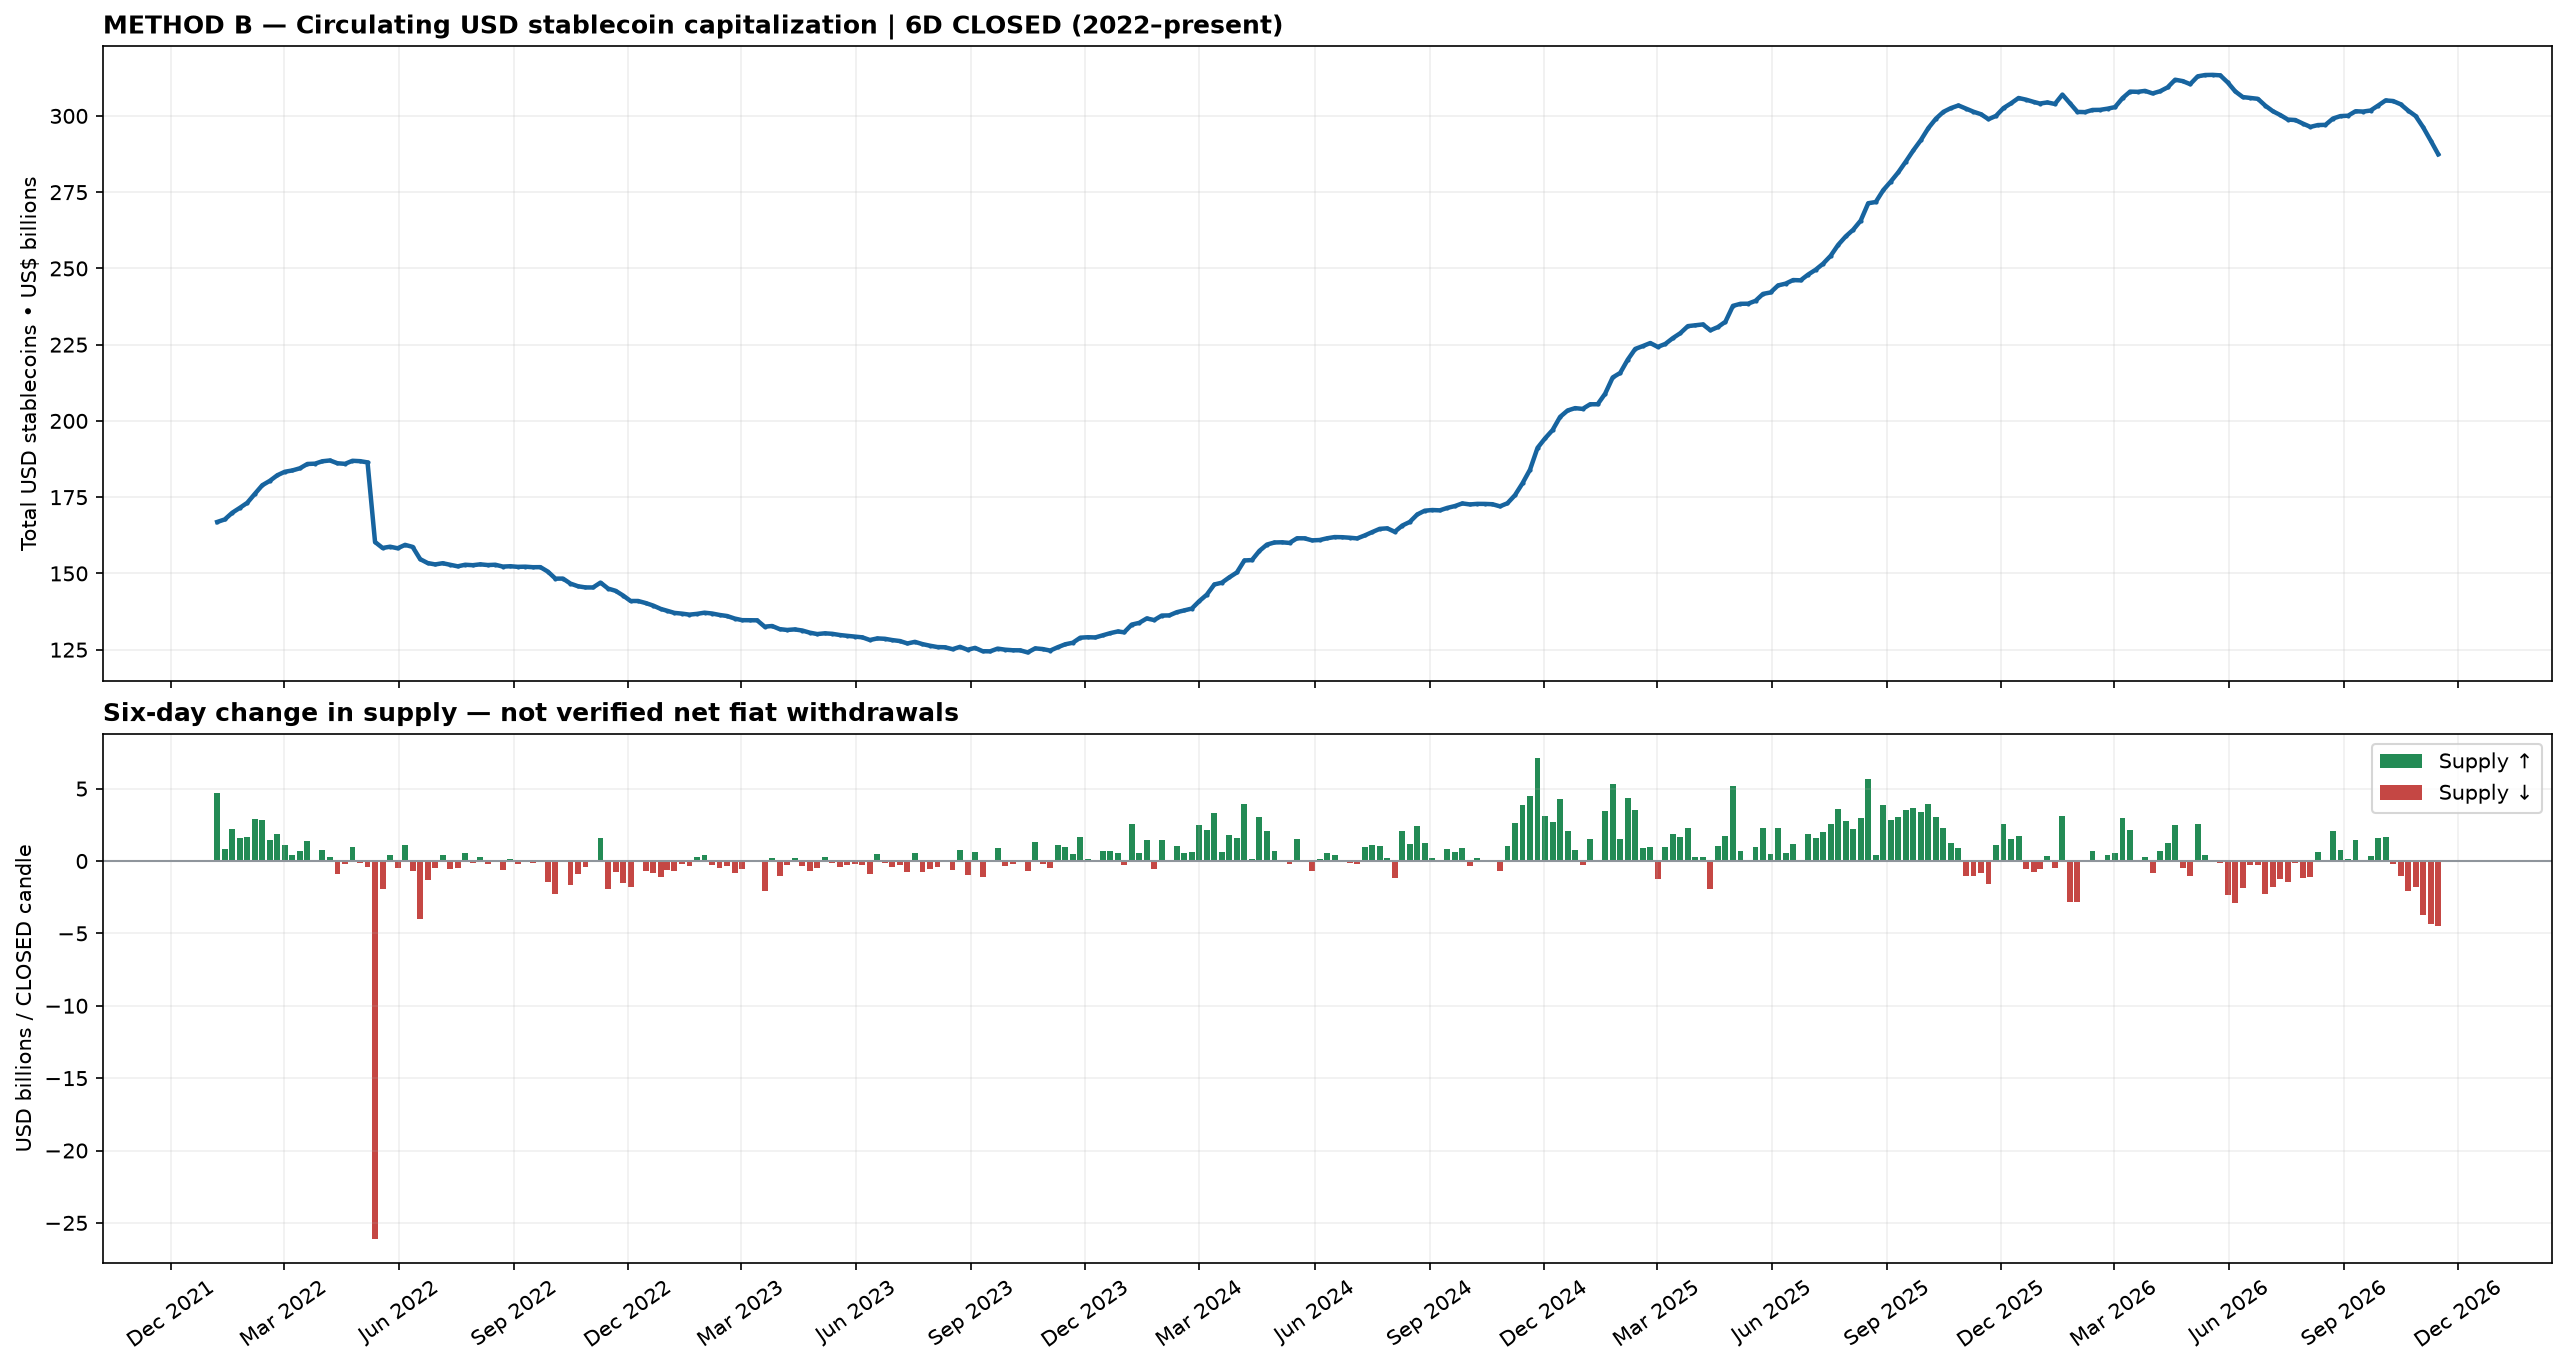 METHOD B — Circulating USD stablecoin capitalization | 6D CLOSED (2022–present)
Total USD stablecoins • US$ billions
300
275
250
225
200
175
150
125
Six-day change in supply — not verified net fiat withdrawals
USD billions / CLOSED candle
5
0
−5
−10
−15
−20
−25
Supply ↑
Supply ↓
Dec 2021
Mar 2022
Jun 2022
Sep 2022
Dec 2022
Mar 2023
Jun 2023
Sep 2023
Dec 2023
Mar 2024
Jun 2024
Sep 2024
Dec 2024
Mar 2025
Jun 2025
Sep 2025
Dec 2025
Mar 2026
Jun 2026
Sep 2026
Dec 2026